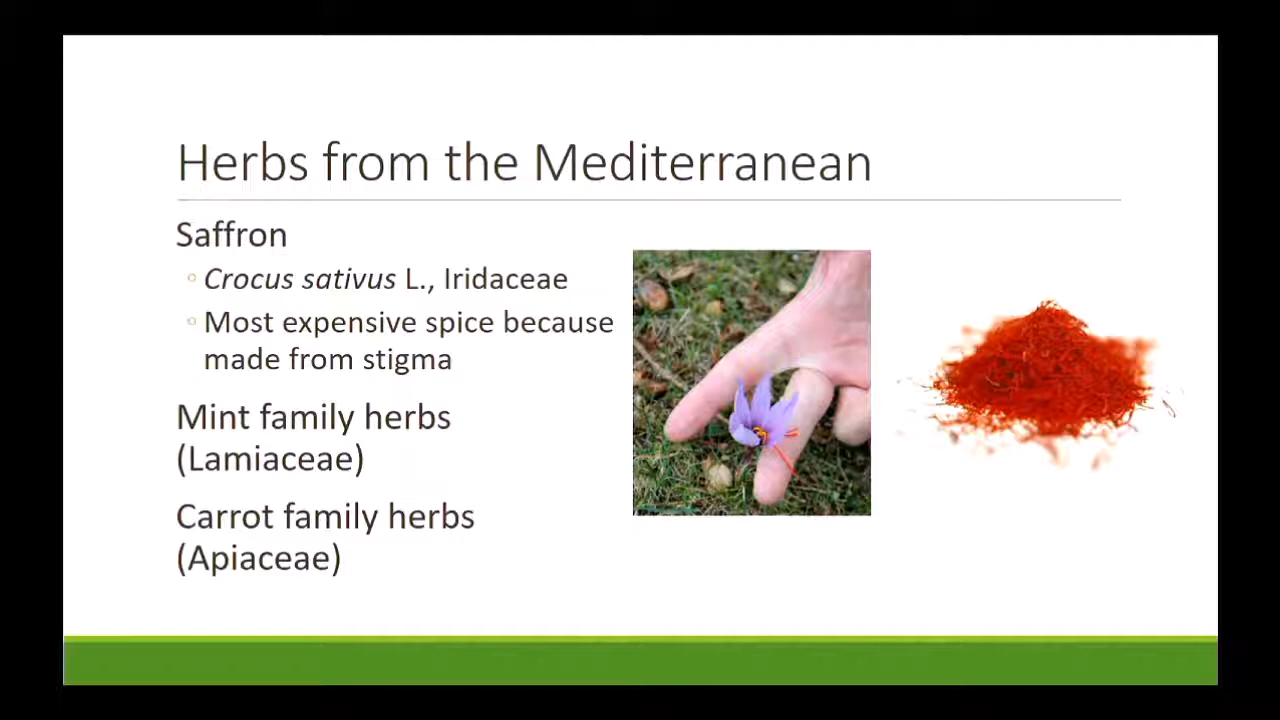 Herbs from the Mediterranean
Saffron
Crocus sativus L., Iridaceae
Most expensive spice because
made from stigma
Mint family herbs
(Lamiaceae)
Carrot family herbs
(Apiaceae)